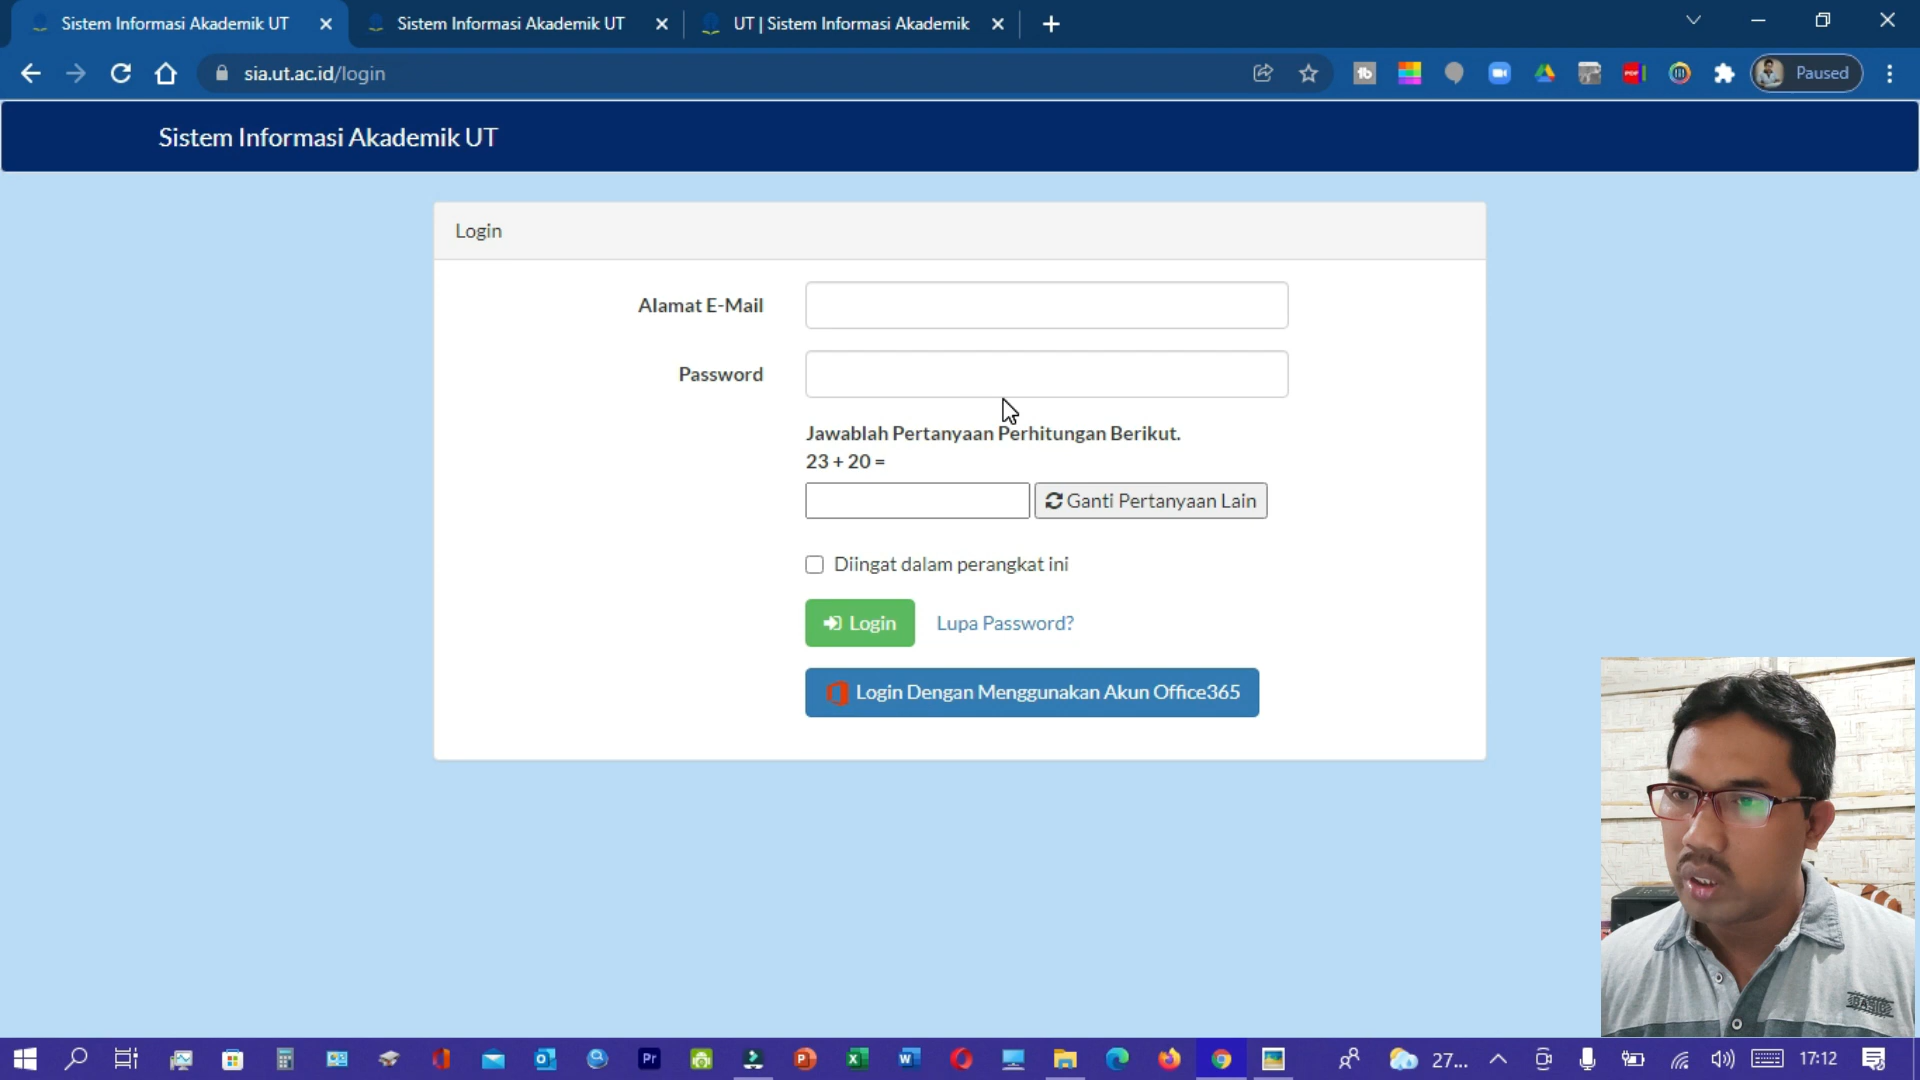 Sistem Informasi Akademik UT
Sistem Informasi Akademik UT
UT | Sistem Informasi Akademik
sia.ut.ac.id/login
Paused
Sistem Informasi Akademik UT
Login
Alamat E-Mail
Password
Jawablah Pertanyaan Perhitungan Berikut.
23 + 20 =
Ganti Pertanyaan Lain
Diingat dalam perangkat ini
Login
Lupa Password?
Login Dengan Menggunakan Akun Office365
27...
17:12